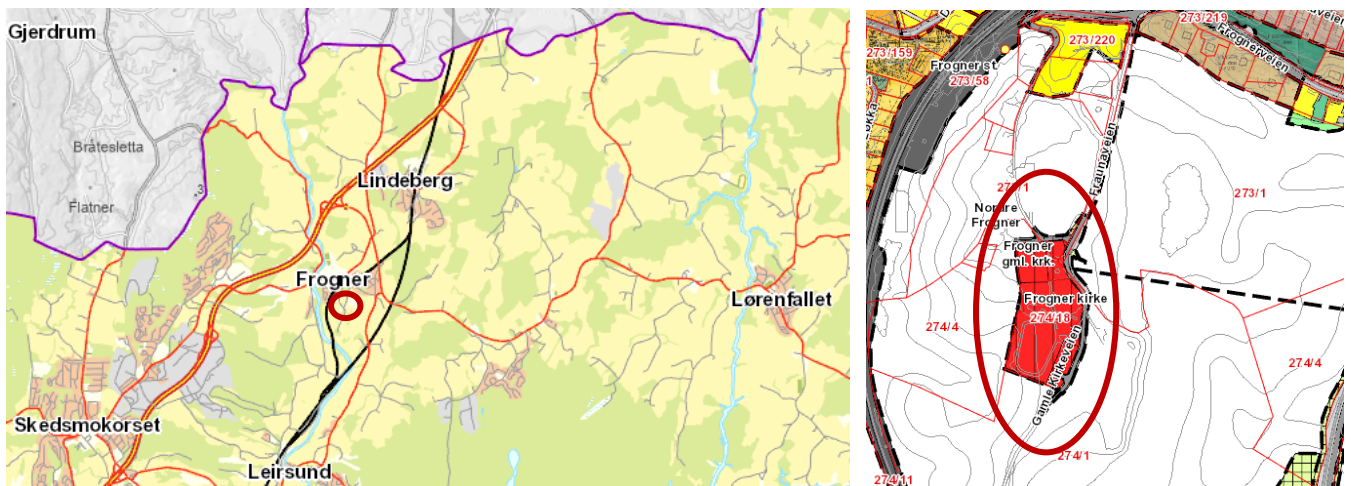 Gjerdrum
Bråtesletta
3
Flatner
Lindeberg
Frogner
Lørenfallet
Skedsmokorset
Leirsund
273/219
273/220
273/159
Frognerveien
Frogner st.
273/58
Fraunaveien
273/1
Nordre
Frogner
Frogner
gml. krk.
Frogner kirke
274/18
274/4
274/4
Gamle Kirkeveien
274/1
274/11